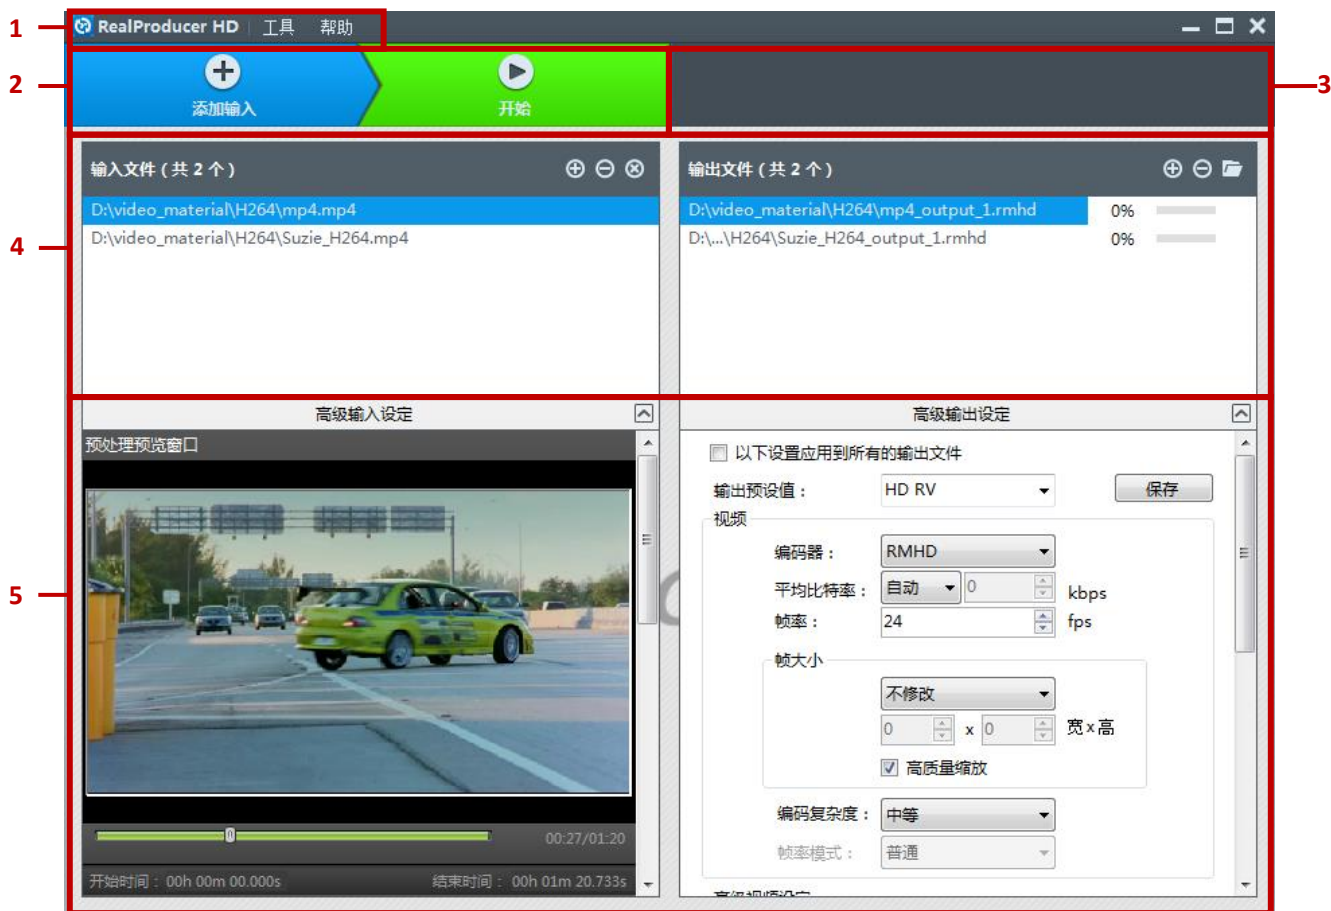 1
RealProducer HD 工具 帮助
2
3
添加输入
开始
输入文件 ( 共 2 个 )
D:\video_material\H264\mp4.mp4
D:\video_material\H264\Suzie_H264.mp4
输出文件 ( 共 2 个 )
D:\video_material\H264\mp4_output_1.rmhd 0%
D:\...\H264\Suzie_H264_output_1.rmhd 0%
4
高级输入设定
预处理预览窗口
00:27/01:20
开始时间 : 00h 00m 00.000s 结束时间 : 00h 01m 20.733s
5
高级输出设定
以下设置应用到所有的输出文件
输出预设值 : HD RV 保存
视频
编码器 : RMHD
平均比特率 : 自动 0 kbps
帧率 : 24 fps
帧大小
不修改
0 x 0 宽x高
高质量缩放
编码复杂度 : 中等
帧率模式 : 普通
高级视频设定